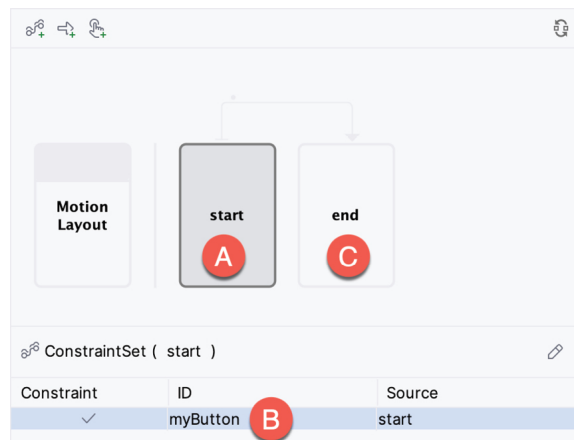 Motion
Layout
start
end
A
C
ConstraintSet ( start )
Constraint ID Source
myButton B start